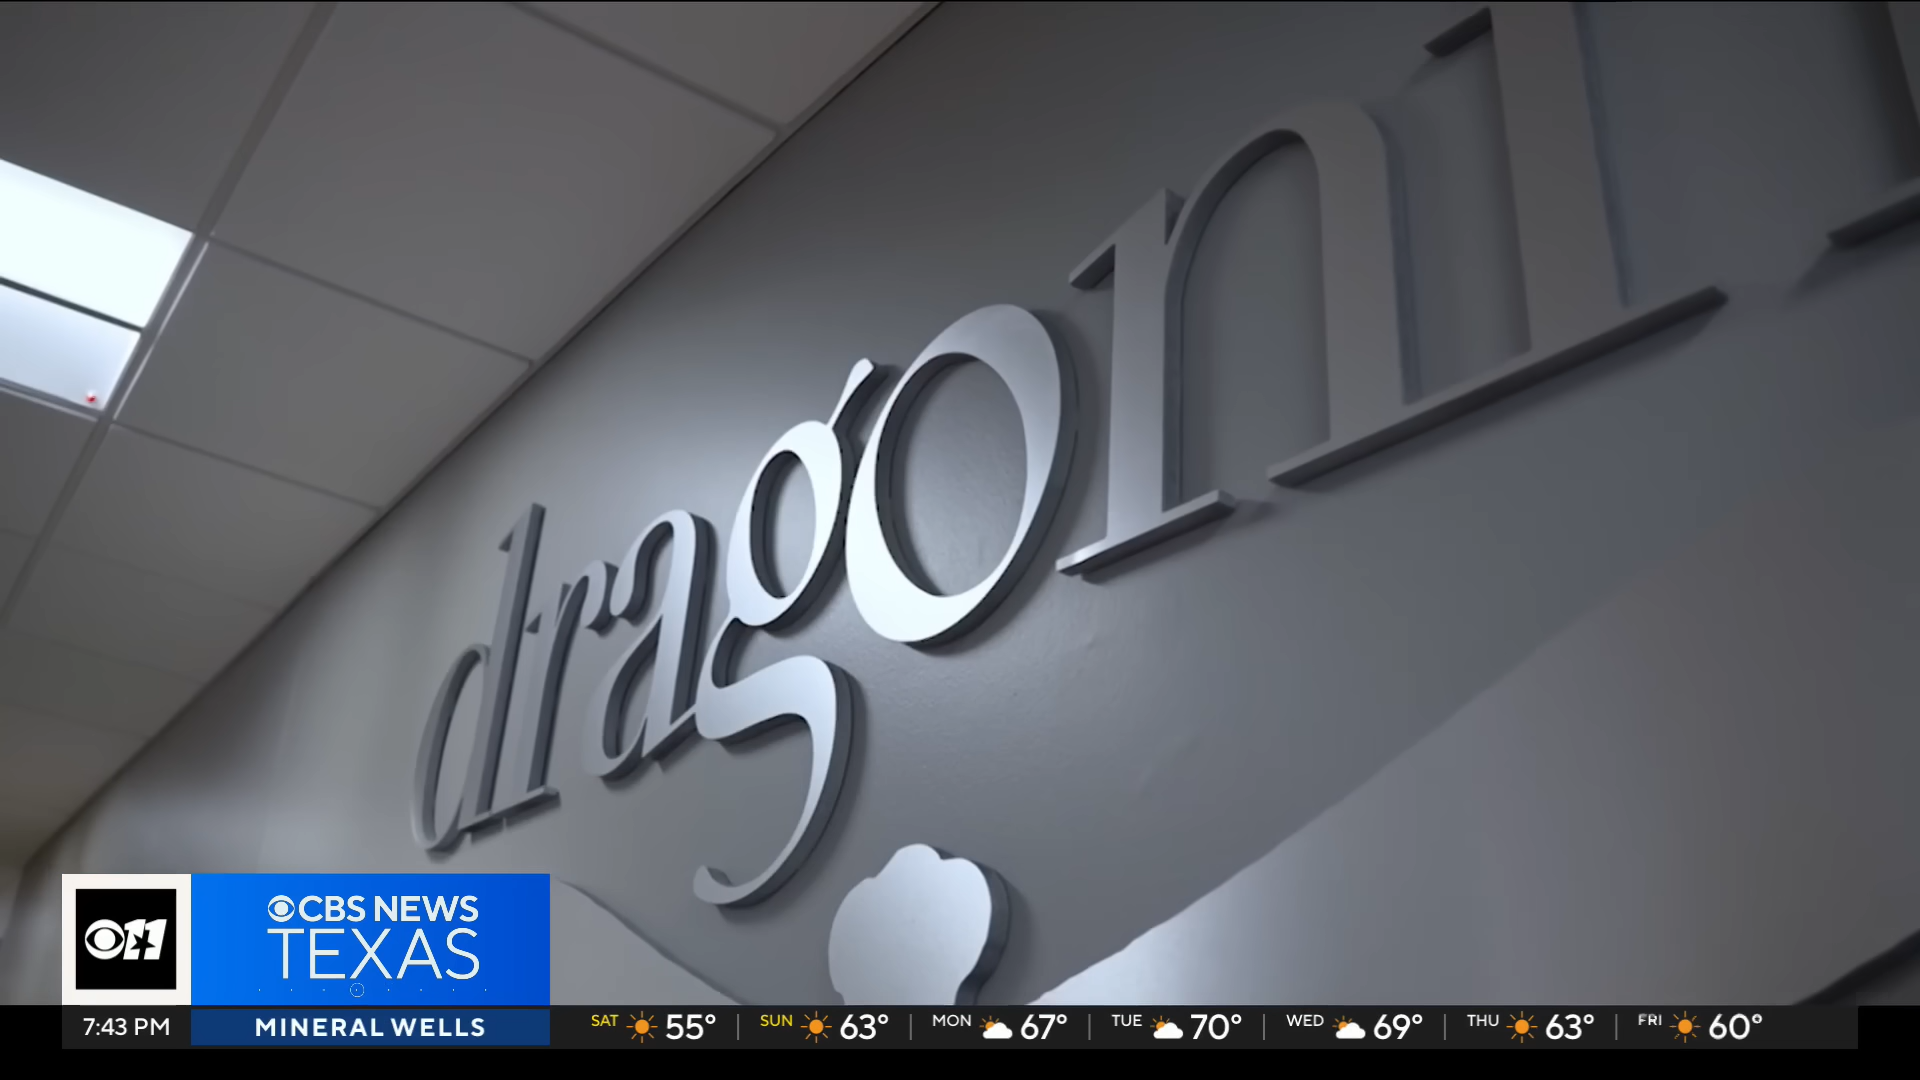 dragon
11
CBS NEWS
TEXAS
7:43 PM
MINERAL WELLS
SAT 55° | SUN 63° | MON 67° | TUE 70° | WED 69° | THU 63° | FRI 60°